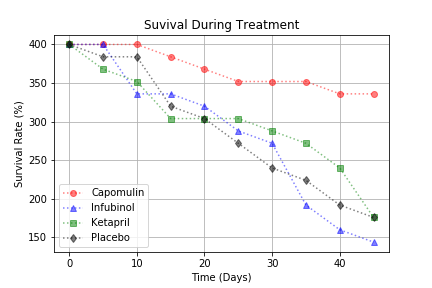 Suvival During Treatment
Survival Rate (%)
400
350
300
250
200
150
Capomulin
Infubinol
Ketapril
Placebo
0 10 20 30 40
Time (Days)